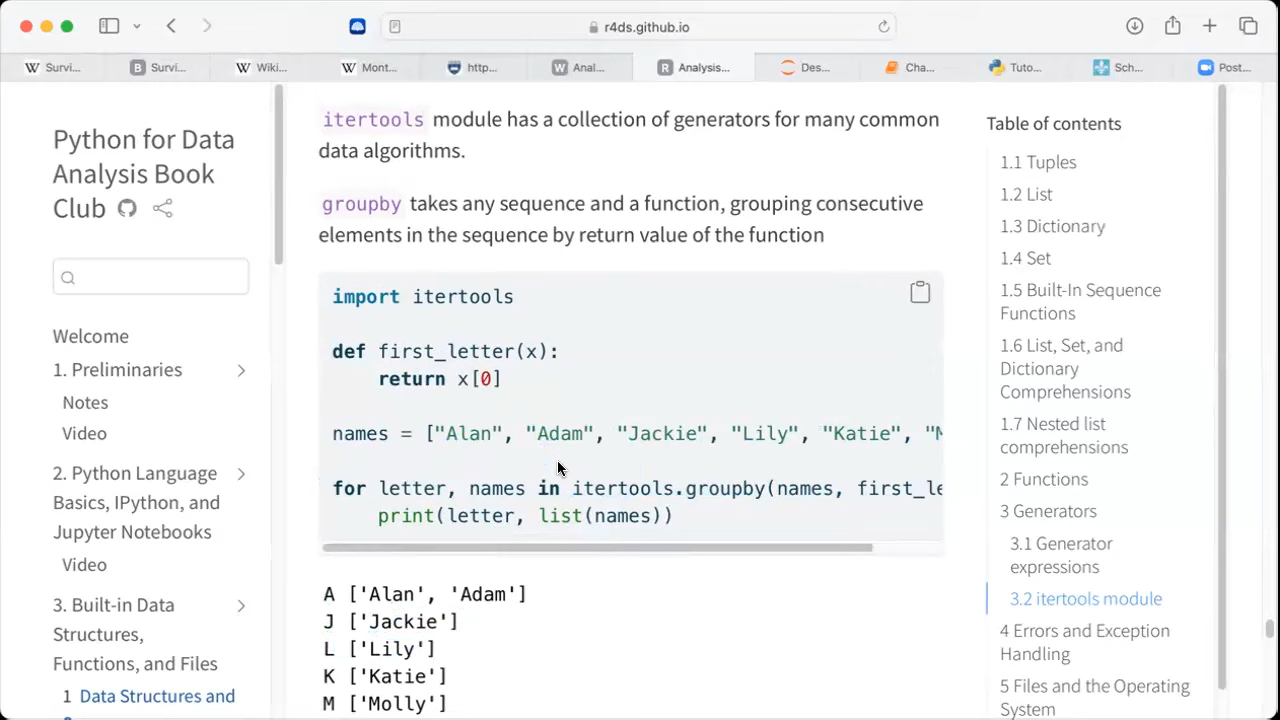 r4ds.github.io
Survi...
Survi...
Wiki...
Mont...
http...
Anal...
Analysis...
Des...
Cha...
Tuto...
Sch...
Post...
Python for Data
Analysis Book
Club
Welcome
1. Preliminaries
Notes
Video
2. Python Language
Basics, IPython, and
Jupyter Notebooks
Video
3. Built-in Data
Structures,
Functions, and Files
1 Data Structures and
itertools module has a collection of generators for many common
data algorithms.
groupby takes any sequence and a function, grouping consecutive
elements in the sequence by return value of the function
import itertools
def first_letter(x):
    return x[0]
names = ["Alan", "Adam", "Jackie", "Lily", "Katie", "M
for letter, names in itertools.groupby(names, first_le
    print(letter, list(names))
A ['Alan', 'Adam']
J ['Jackie']
L ['Lily']
K ['Katie']
M ['Molly']
Table of contents
1.1 Tuples
1.2 List
1.3 Dictionary
1.4 Set
1.5 Built-In Sequence
Functions
1.6 List, Set, and
Dictionary
Comprehensions
1.7 Nested list
comprehensions
2 Functions
3 Generators
3.1 Generator
expressions
3.2 itertools module
4 Errors and Exception
Handling
5 Files and the Operating
System